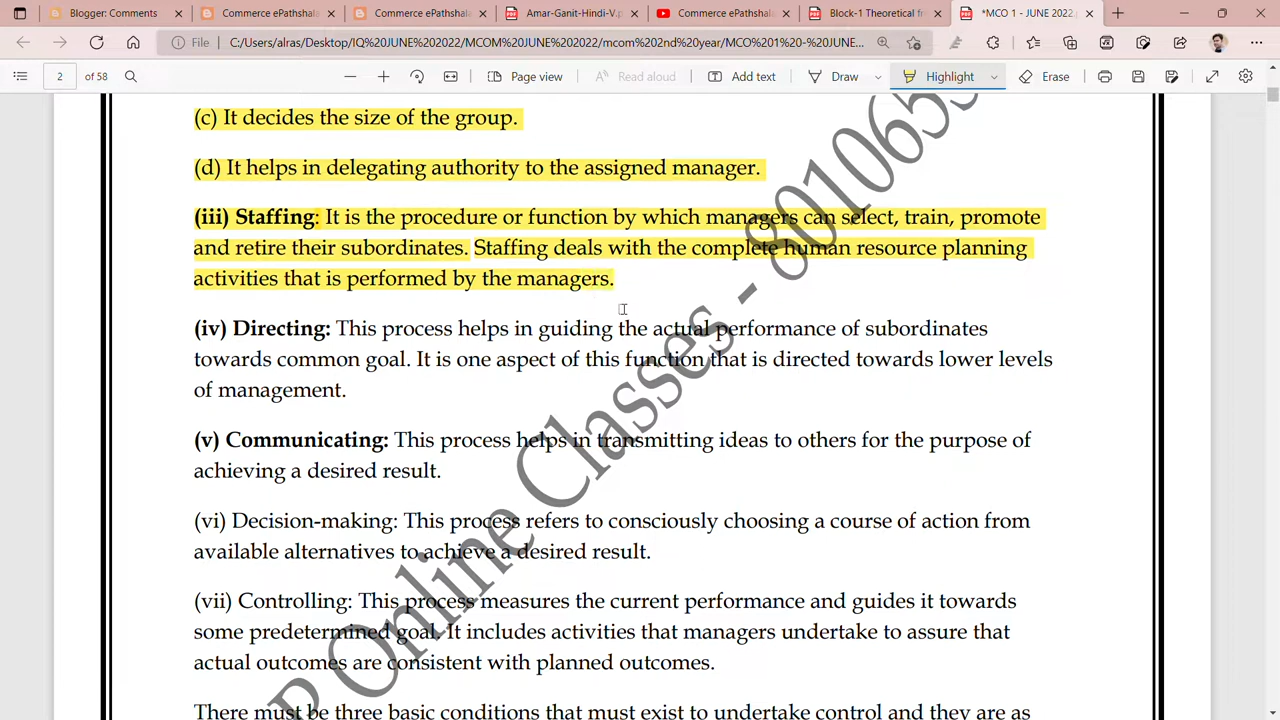 Blogger: Comments
Commerce ePathshal
Commerce ePathshal
Amar-Ganit-Hindi-V.p
Commerce ePathshal
Block-1 Theoretical fr
*MCO 1 - JUNE 2022.
File
C:/Users/alras/Desktop/IQ%20JUNE%202022/MCOM%20JUNE%202022/mcom%202nd%20year/MCO%201%20-%20JUNE...
2 of 58
Page view
Read aloud
Add text
Draw
Highlight
Erase
(c) It decides the size of the group.
(d) It helps in delegating authority to the assigned manager.
(iii) Staffing: It is the procedure or function by which managers can select, train, promote
and retire their subordinates. Staffing deals with the complete human resource planning
activities that is performed by the managers.
(iv) Directing: This process helps in guiding the actual performance of subordinates
towards common goal. It is one aspect of this function that is directed towards lower levels
of management.
(v) Communicating: This process helps in transmitting ideas to others for the purpose of
achieving a desired result.
(vi) Decision-making: This process refers to consciously choosing a course of action from
available alternatives to achieve a desired result.
(vii) Controlling: This process measures the current performance and guides it towards
some predetermined goal. It includes activities that managers undertake to assure that
actual outcomes are consistent with planned outcomes.
There must be three basic conditions that must exist to undertake control and they are as
P Online Classes - 801065